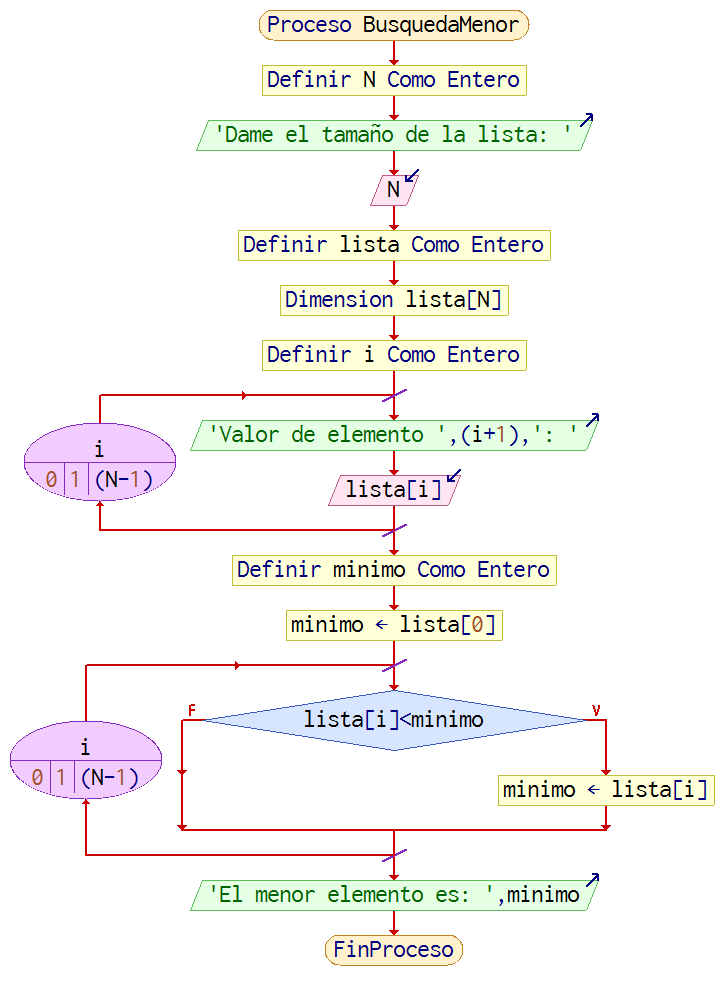 Proceso BusquedaMenor
Definir N Como Entero
'Dame el tamaño de la lista: '
N
Definir lista Como Entero
Dimension lista[N]
Definir i Como Entero
'Valor de elemento ',(i+1),': '
i
0 1 (N-1)
lista[i]
Definir minimo Como Entero
minimo ← lista[0]
F
lista[i]<minimo
V
i
0 1 (N-1)
minimo ← lista[i]
'El menor elemento es: ',minimo
FinProceso